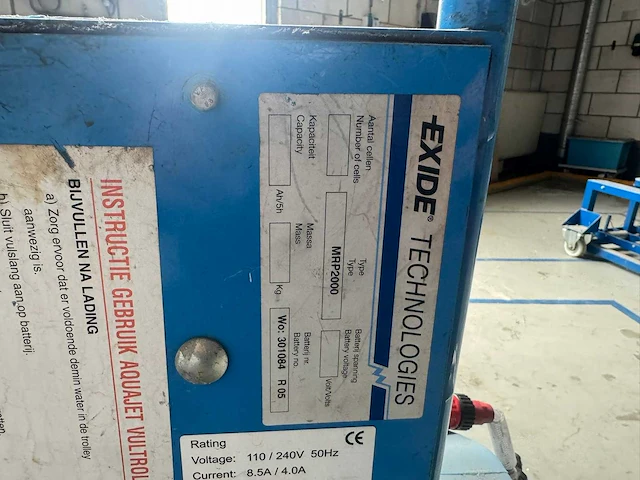 EXIDE® TECHNOLOGIES
Aantal cellen
Number of cells
Type
Type
MRP2000
Batterij spanning
Battery voltage
Volt/Volts
Kapaciteit
Capacity
Ah/5h
Massa
Mass
Kg
Batterij nr.
Battery no.
Wo: 301084 R 05
INSTRUCTIE GEBRUIK AQUAJET VULTROL
BIJVULLEN NA LADING
a) Zorg ervoor dat er voldoende demin water in de trolley
aanwezig is.
b) Sluit vulslang aan op batterij.
Rating
CE
Voltage: 110 / 240V 50Hz
Current: 8.5A / 4.0A